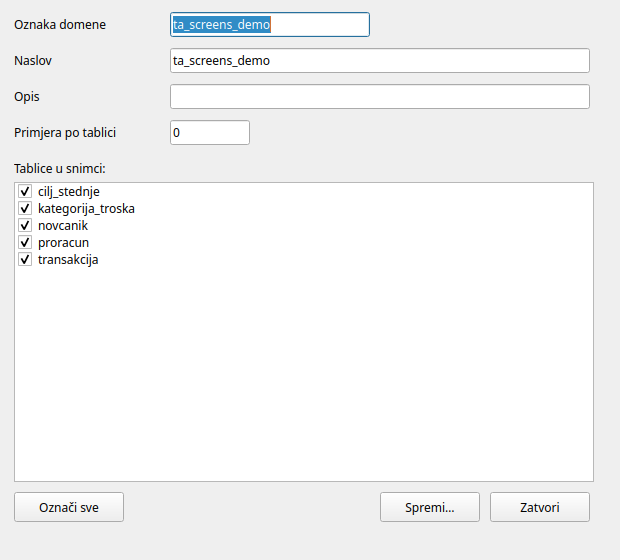 Oznaka domene ta_screens_demo
Naslov ta_screens_demo
Opis
Primjera po tablici 0
Tablice u snimci:
cilj_stednje
kategorija_troska
novcanik
proracun
transakcija
Označi sve Spremi... Zatvori